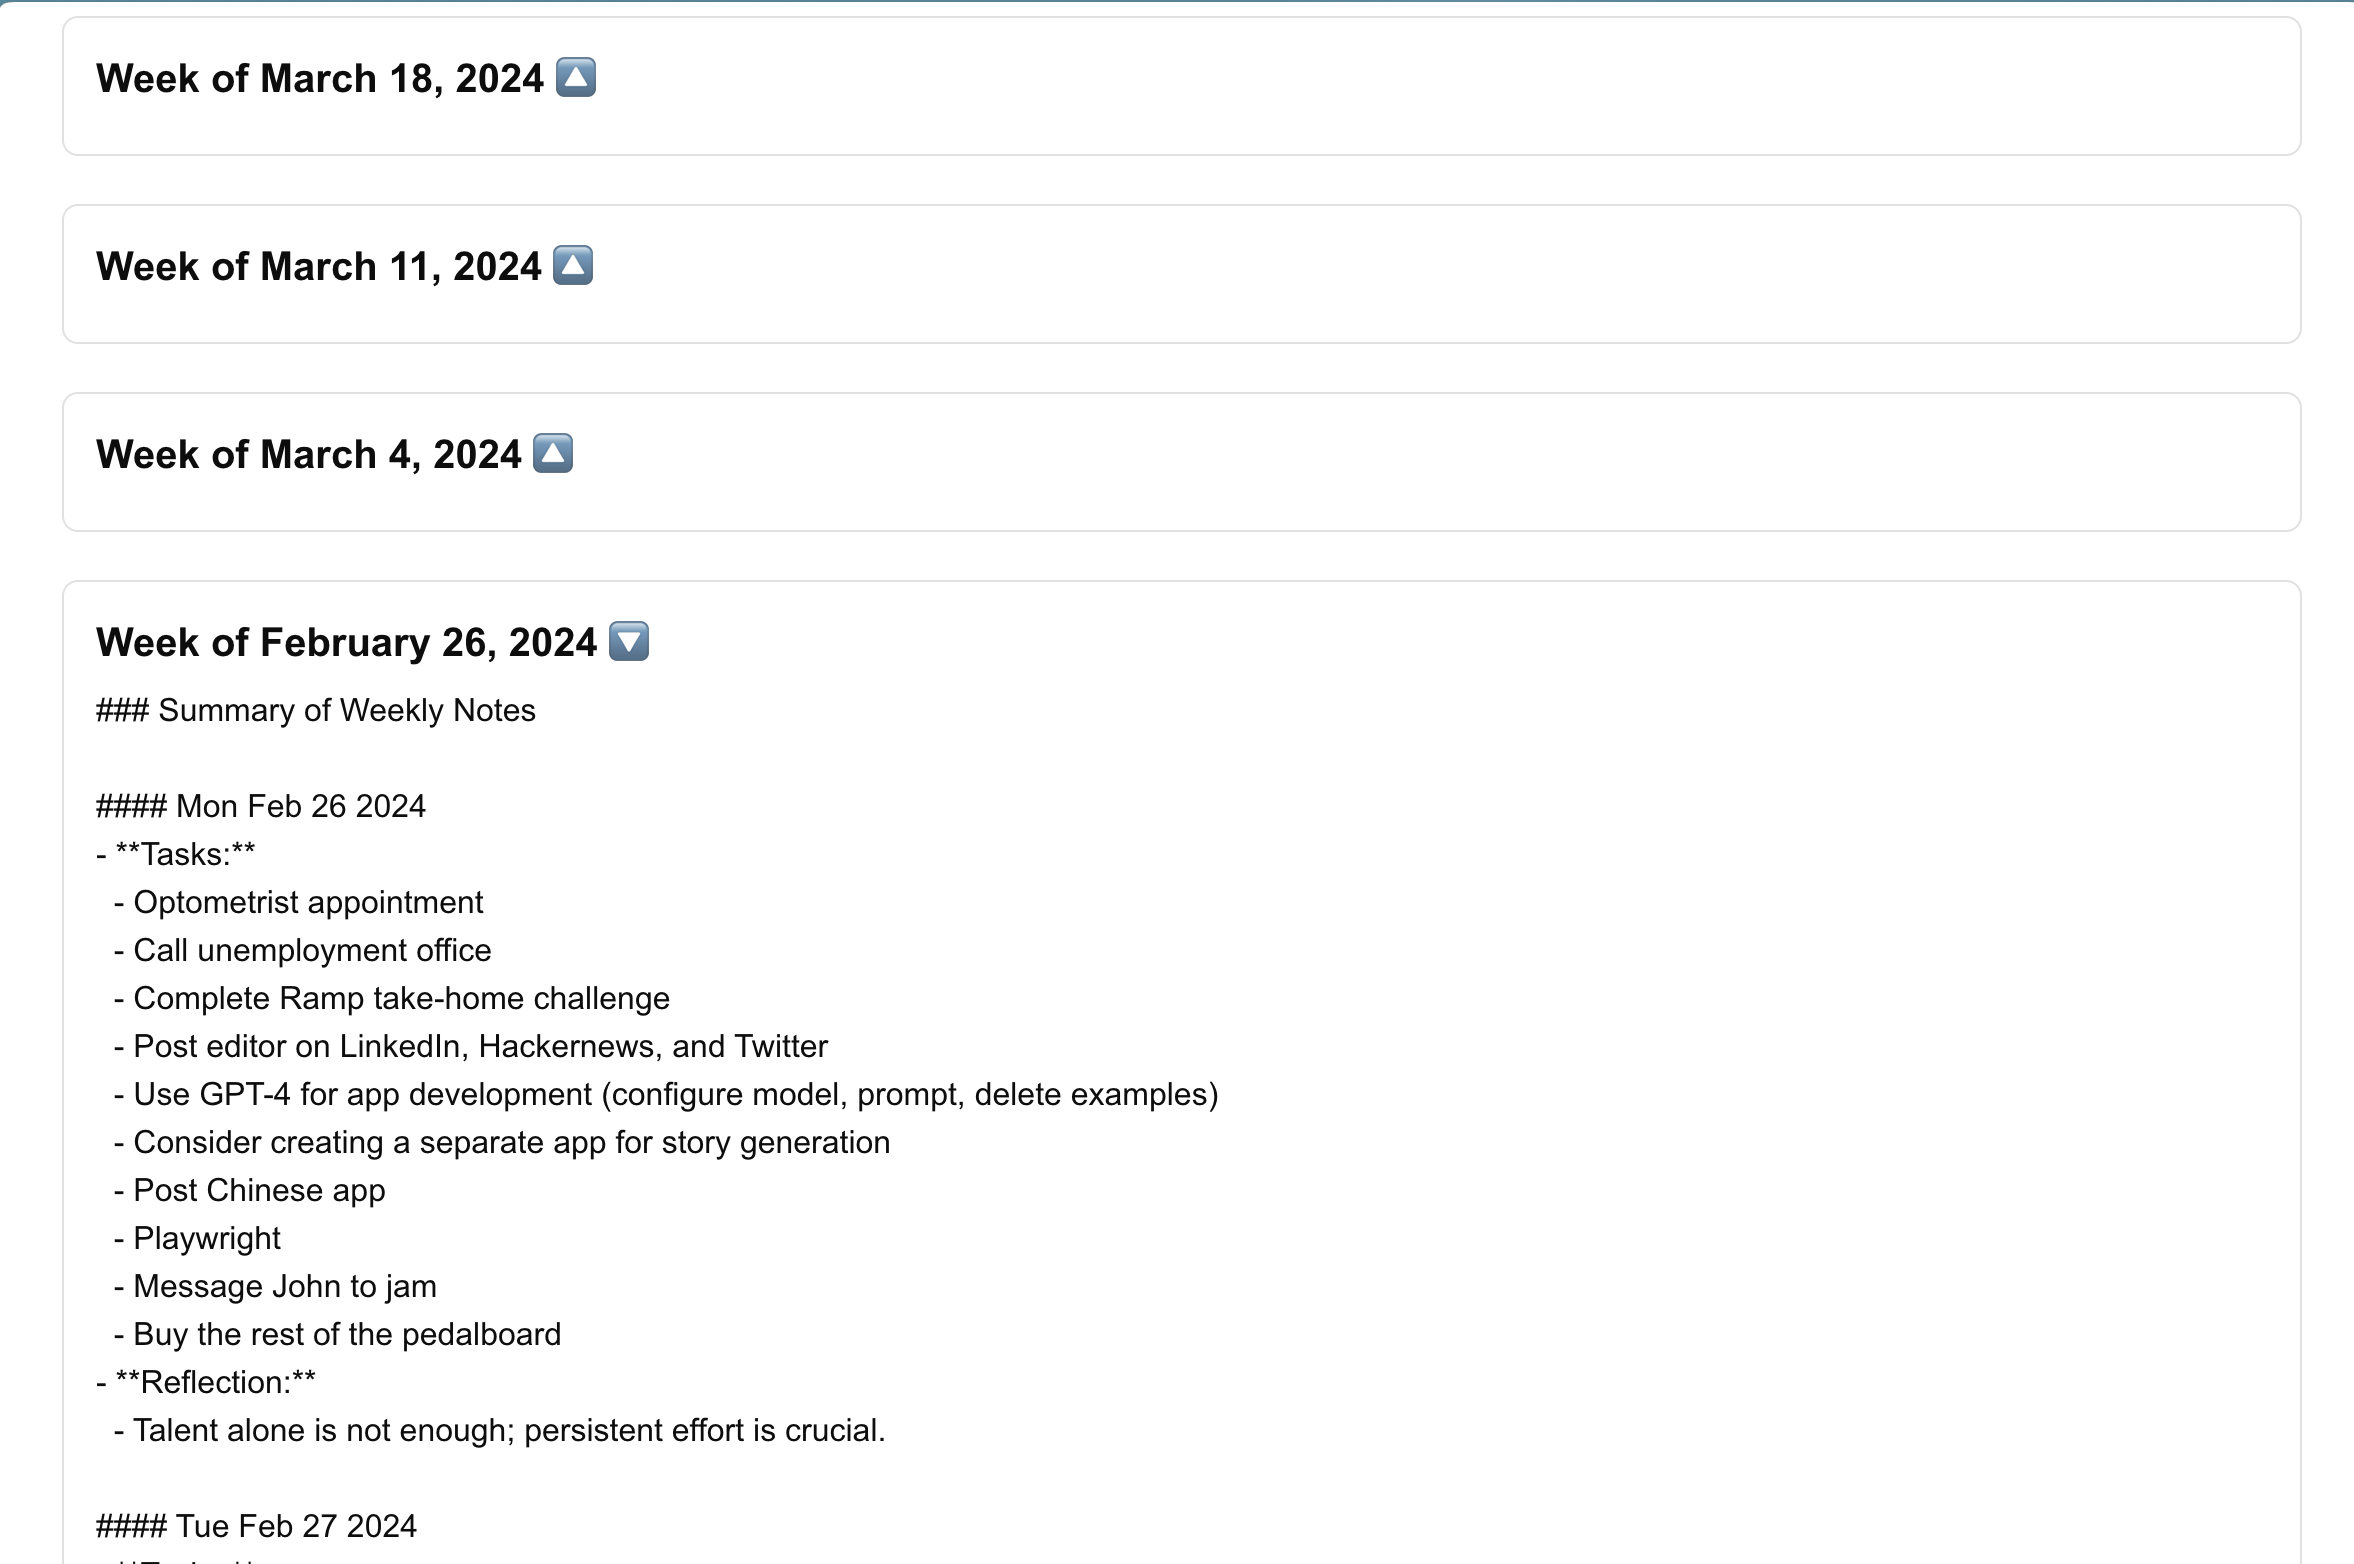 Week of March 18, 2024 🔼
Week of March 11, 2024 🔼
Week of March 4, 2024 🔼
Week of February 26, 2024 🔽
### Summary of Weekly Notes
#### Mon Feb 26 2024
- **Tasks:**
- Optometrist appointment
- Call unemployment office
- Complete Ramp take-home challenge
- Post editor on LinkedIn, Hackernews, and Twitter
- Use GPT-4 for app development (configure model, prompt, delete examples)
- Consider creating a separate app for story generation
- Post Chinese app
- Playwright
- Message John to jam
- Buy the rest of the pedalboard
- **Reflection:**
- Talent alone is not enough; persistent effort is crucial.
#### Tue Feb 27 2024